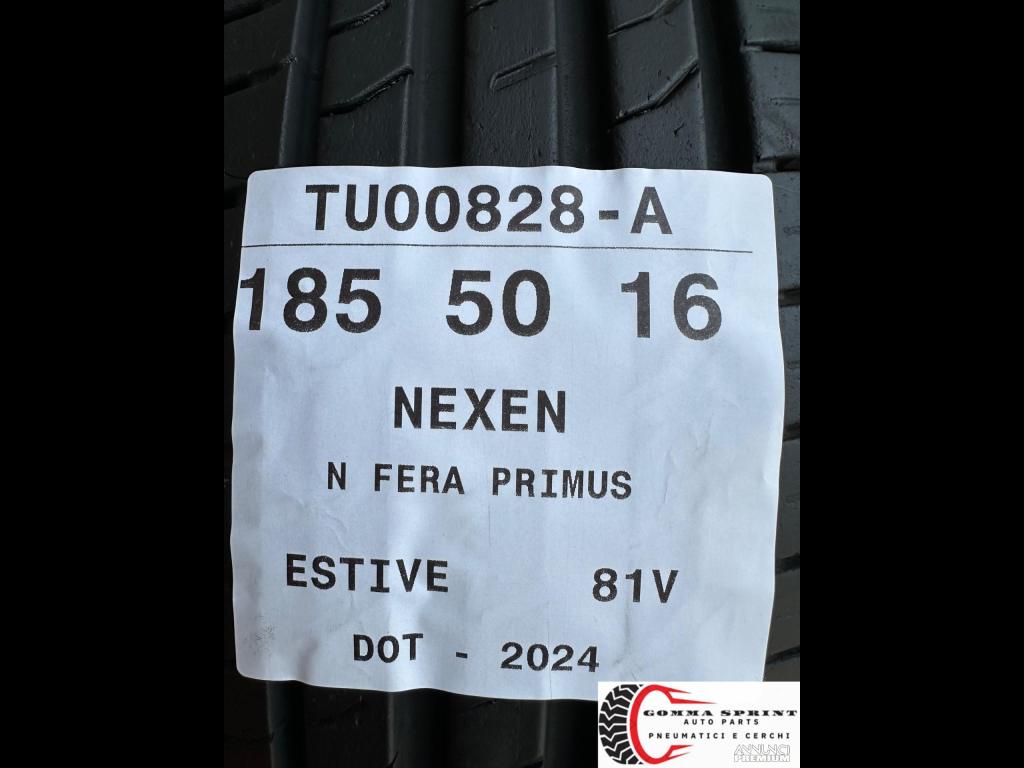 TU00828-A
185 50 16
NEXEN
N FERA PRIMUS
ESTIVE 81V
DOT - 2024
GOMMA SPRINT
AUTO PARTS
PNEUMATICI E CERCHI
ANNUNCI
PREMIUM